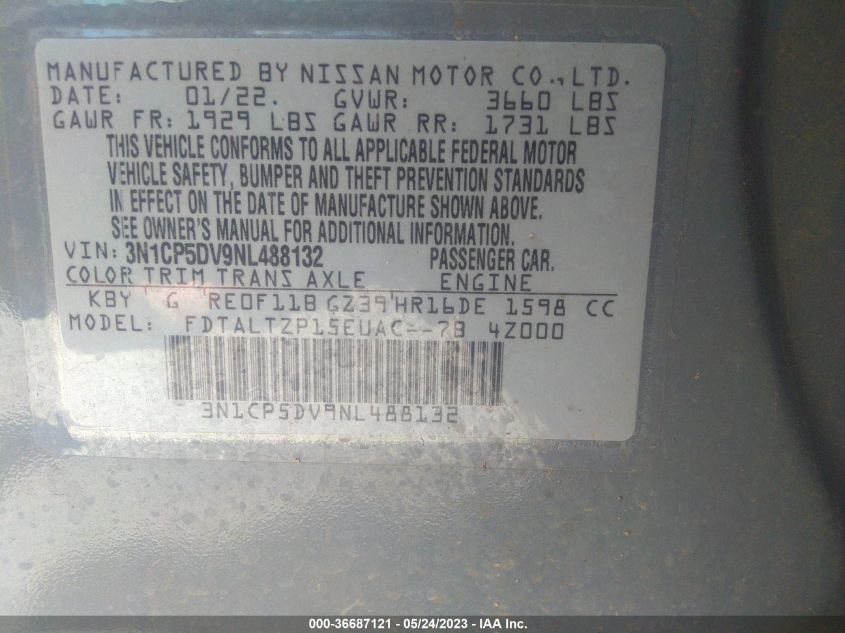 MANUFACTURED BY NISSAN MOTOR CO., LTD.
DATE: 01/22. GVWR: 3660 LBS
GAWR FR: 1929 LBS GAWR RR: 1731 LBS
THIS VEHICLE CONFORMS TO ALL APPLICABLE FEDERAL MOTOR
VEHICLE SAFETY, BUMPER AND THEFT PREVENTION STANDARDS
IN EFFECT ON THE DATE OF MANUFACTURE SHOWN ABOVE.
SEE OWNER'S MANUAL FOR ADDITIONAL INFORMATION.
VIN: 3N1CP5DV9NL488132 PASSENGER CAR.
COLOR TRIM TRANS AXLE ENGINE
KBY G RE0F11B GZ39 HR16DE 1598 CC
MODEL: FDTALTZP15EUAC--7B 4Z000
3N1CP5DV9NL488132
000-36687121 - 05/24/2023 - IAA Inc.